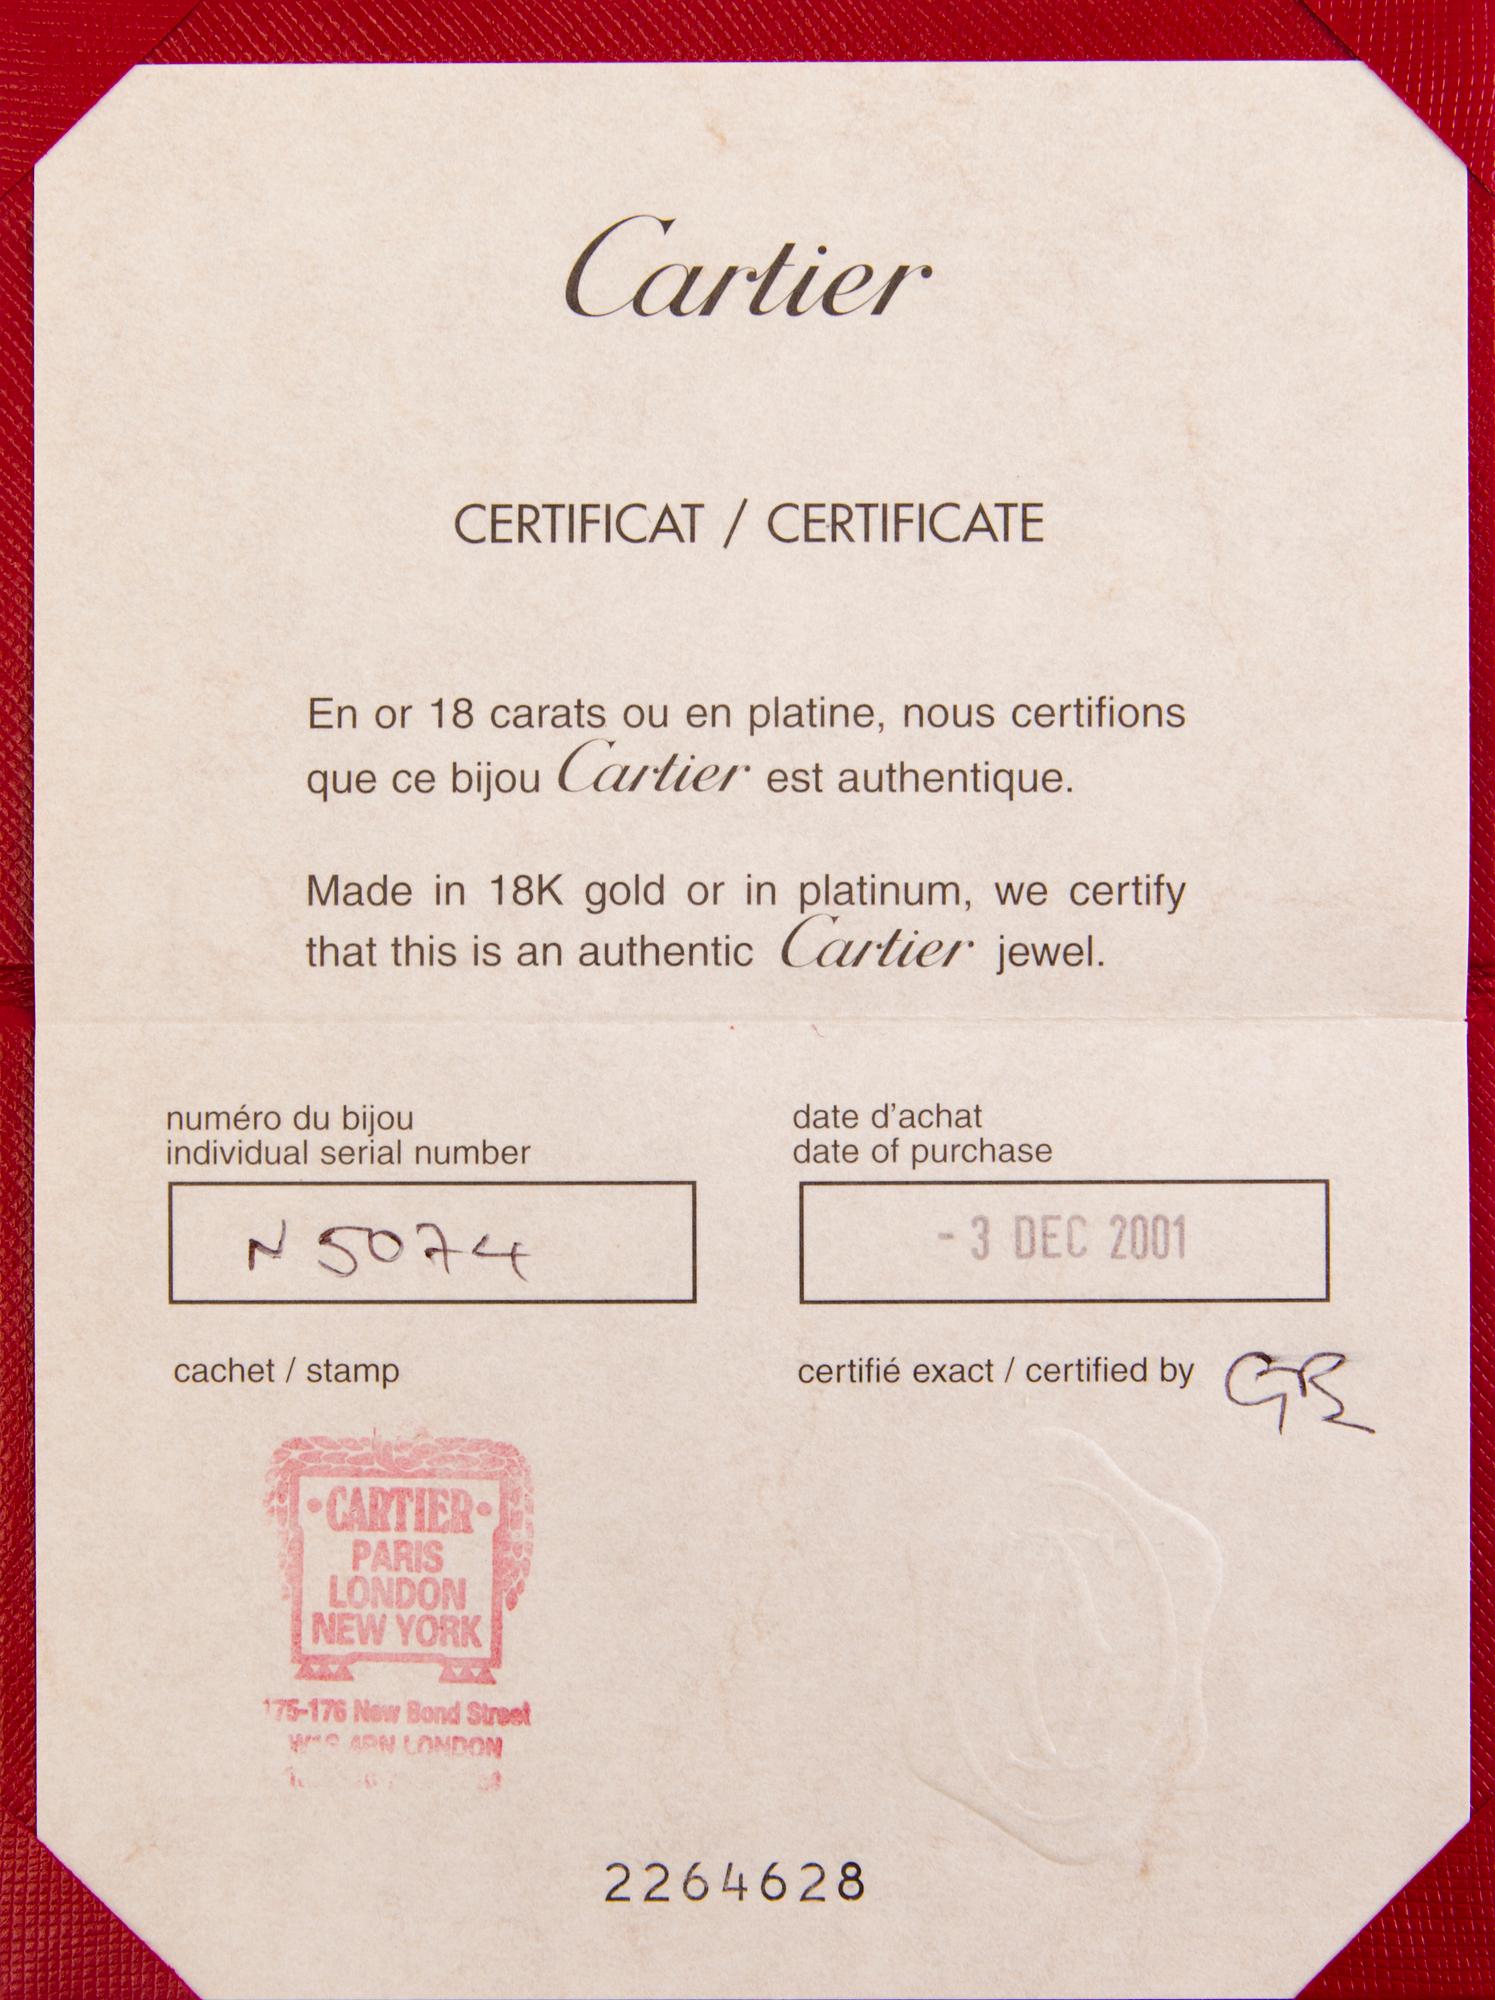 Cartier
CERTIFICAT / CERTIFICATE
En or 18 carats ou en platine, nous certifions
que ce bijou Cartier est authentique.
Made in 18K gold or in platinum, we certify
that this is an authentic Cartier jewel.
numéro du bijou
individual serial number
N 5074
date d'achat
date of purchase
- 3 DEC 2001
cachet / stamp
certifié exact / certified by GR
•CARTIER•
PARIS
LONDON
NEW YORK
175-176 New Bond Street
4RN LONDON
2264628